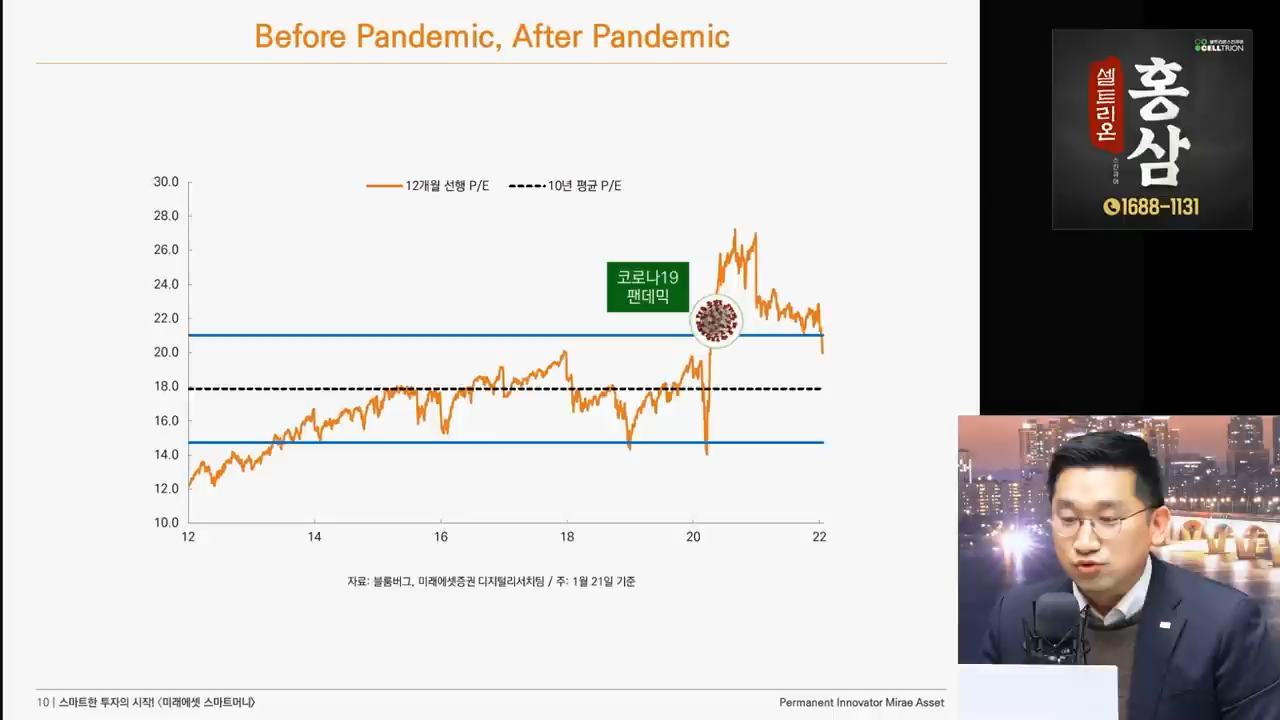 Before Pandemic, After Pandemic
12개월 선행 P/E
10년 평균 P/E
30.0
28.0
26.0
24.0
22.0
20.0
18.0
16.0
14.0
12.0
10.0
코로나19
팬데믹
12
14
16
18
20
22
자료: 블룸버그, 미래에셋증권 디지털리서치팀 / 주: 1월 21일 기준
10 | 스마트한 투자의 시작! <미래에셋 스마트머니>
Permanent Innovator Mirae Asset
CELLTRION
셀트리온
홍삼
스킨큐어
1688-1131